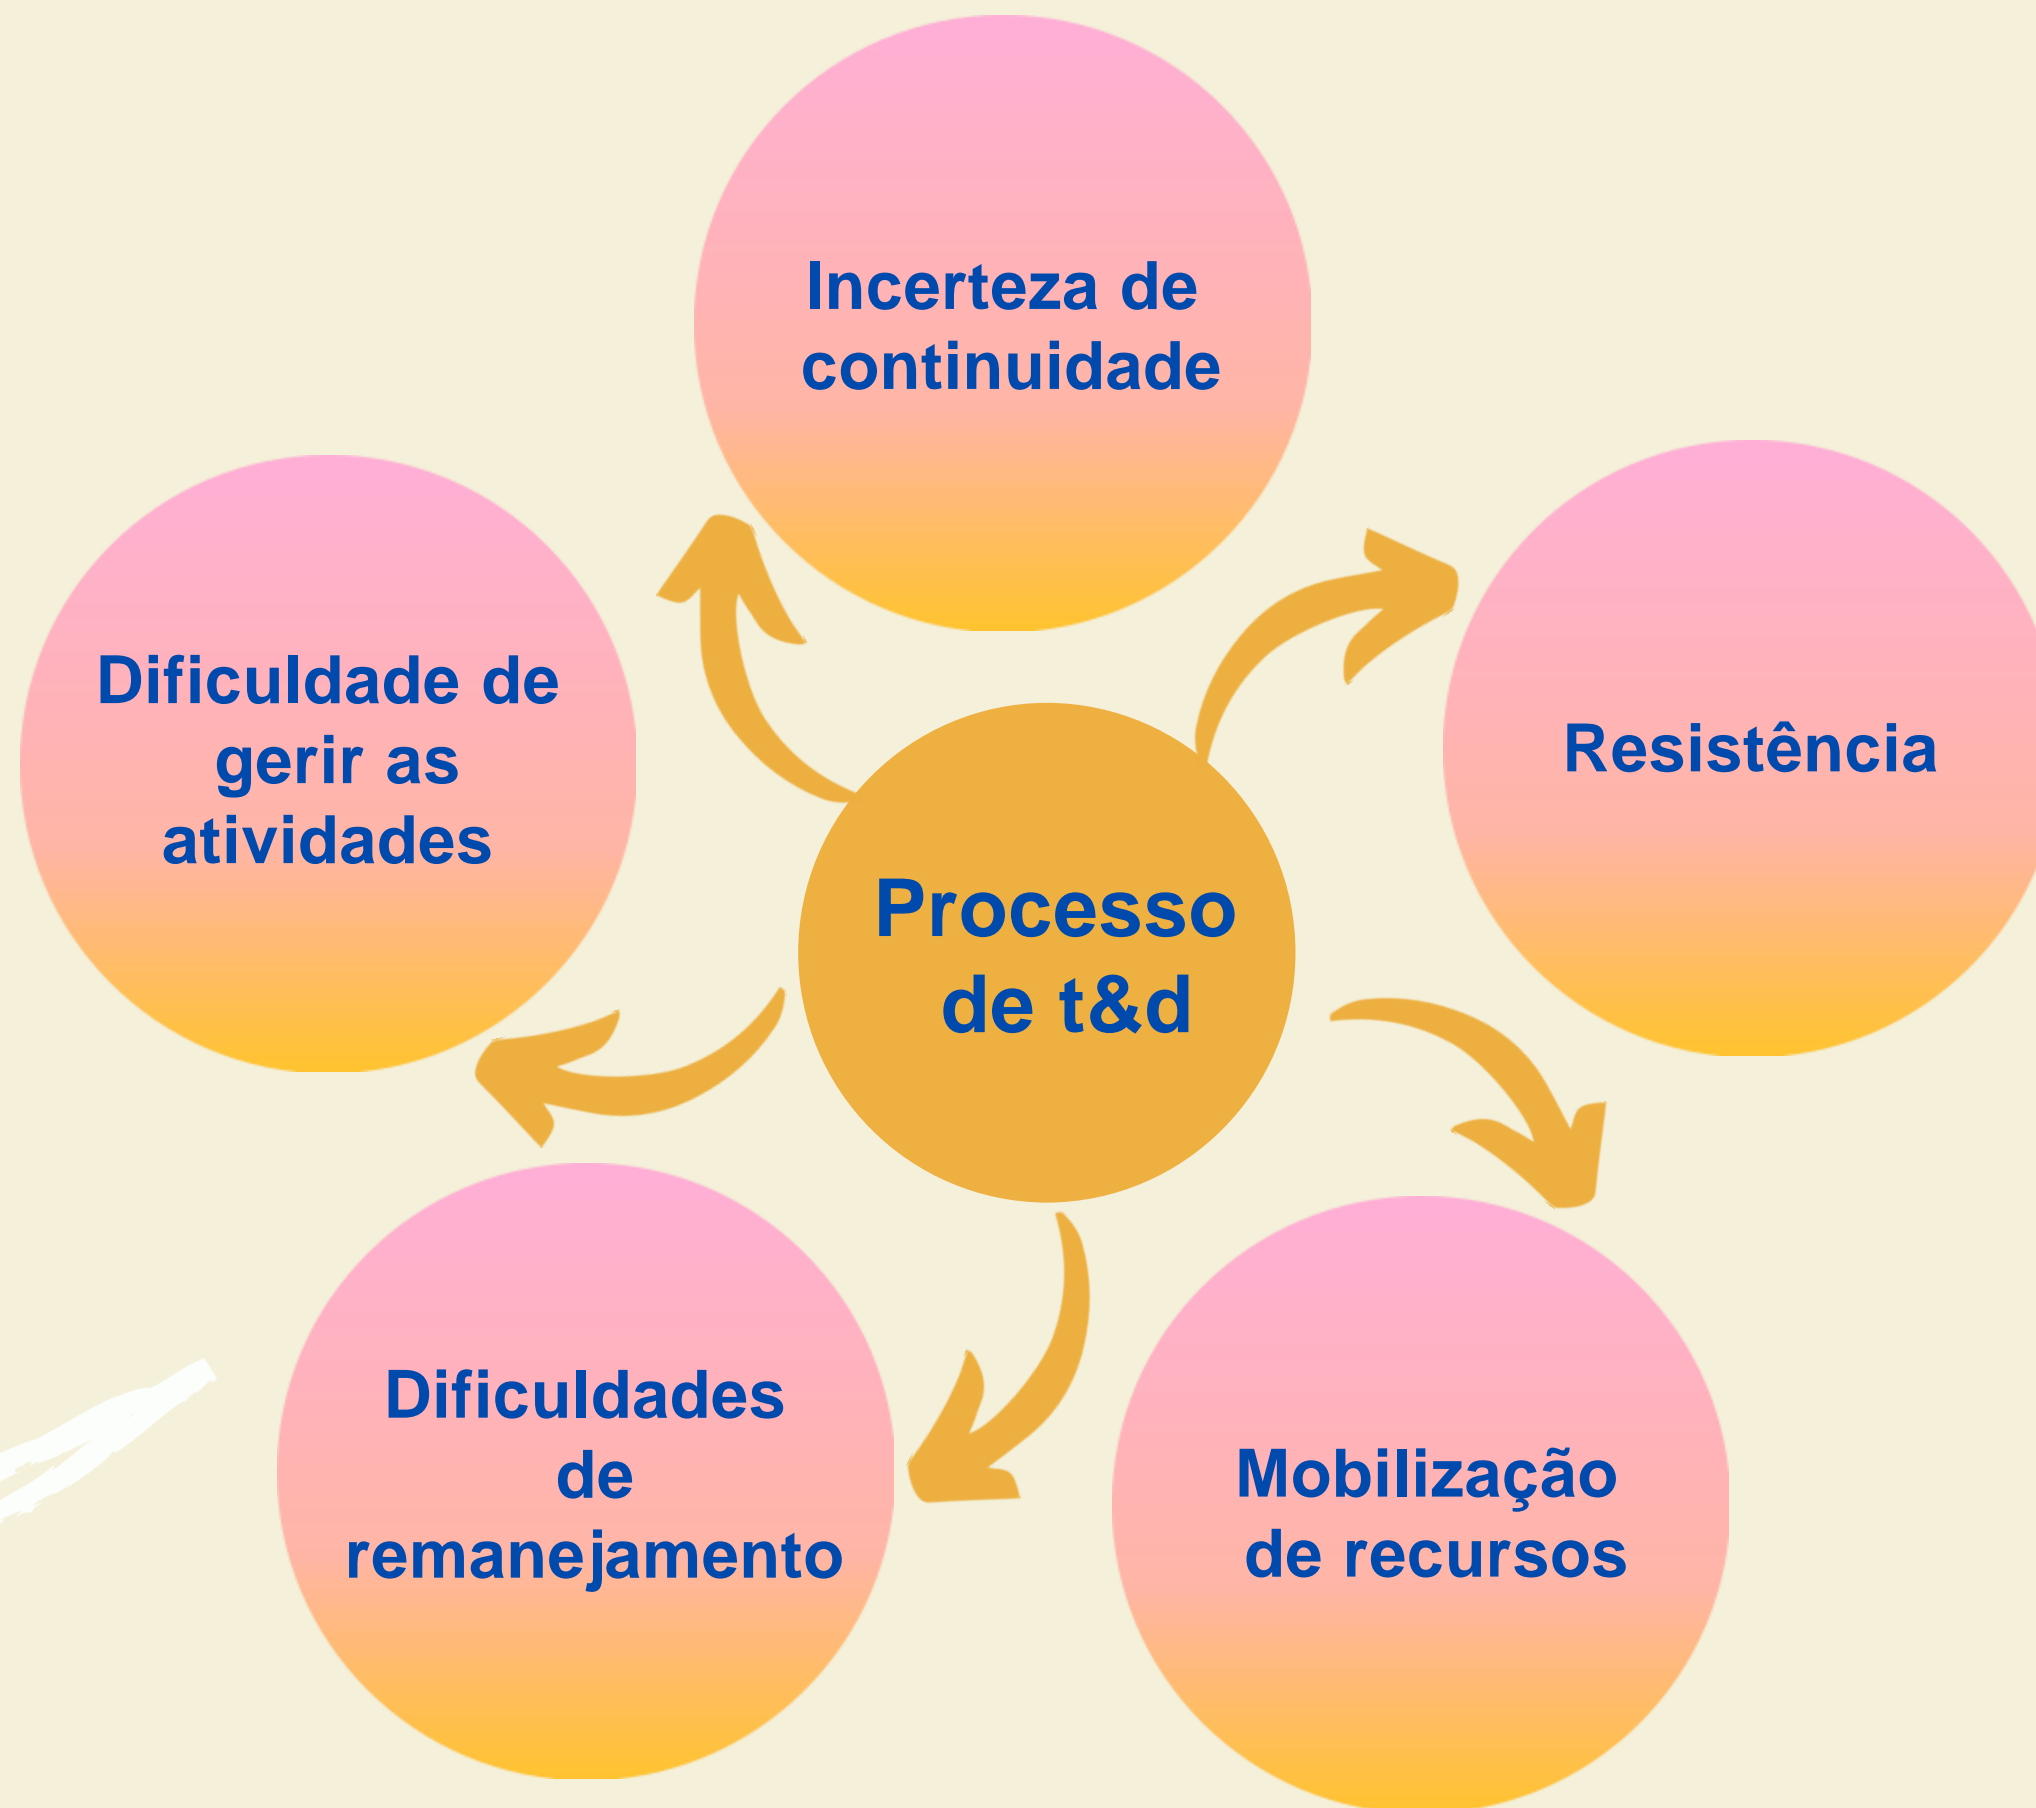 Incerteza de
continuidade
Dificuldade de
gerir as
atividades
Resistência
Processo
de t&d
Dificuldades
de
remanejamento
Mobilização
de recursos